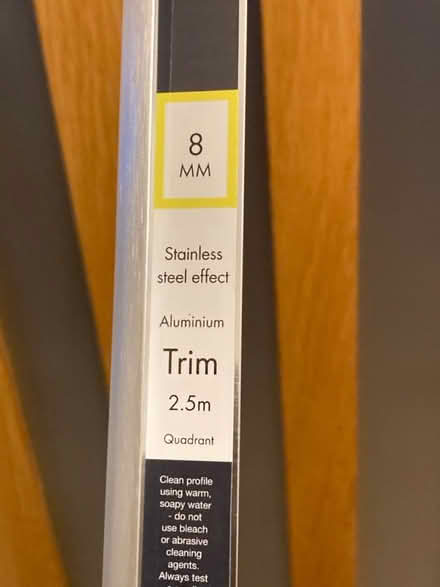 8
MM
Stainless
steel effect
Aluminium
Trim
2.5m
Quadrant
Clean profile
using warm,
soapy water
- do not
use bleach
or abrasive
cleaning
agents.
Always test